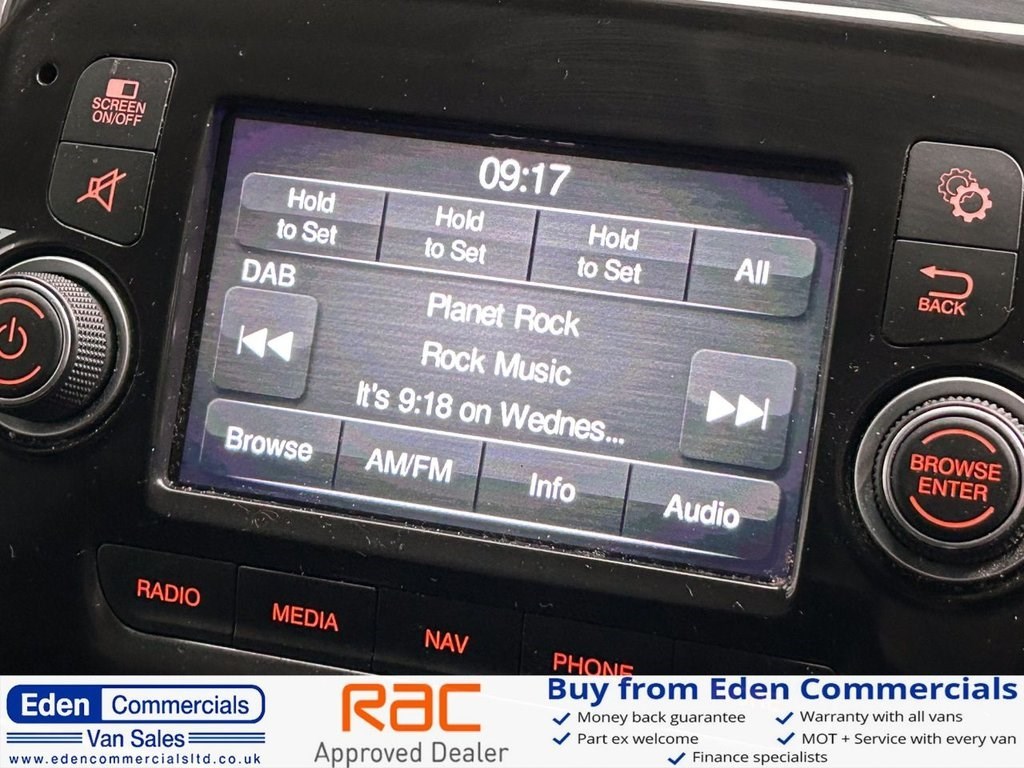 SCREEN
ON/OFF
09:17
Hold
to Set
Hold
to Set
Hold
to Set
All
DAB
Planet Rock
Rock Music
It's 9:18 on Wednes...
Browse
AM/FM
Info
Audio
BACK
BROWSE
ENTER
RADIO
MEDIA
NAV
PHONE
Eden Commercials
Van Sales
www.edencommercialsltd.co.uk
RAC
Approved Dealer
Buy from Eden Commercials
Money back guarantee
Warranty with all vans
Part ex welcome
MOT + Service with every van
Finance specialists